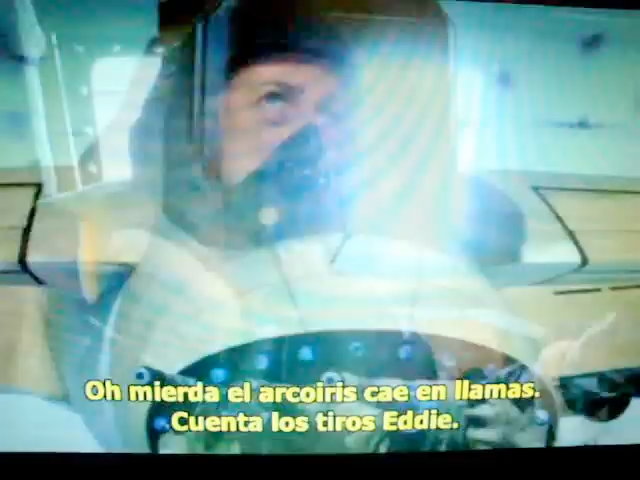 Oh mierda el arcoiris cae en llamas.
Cuenta los tiros Eddie.